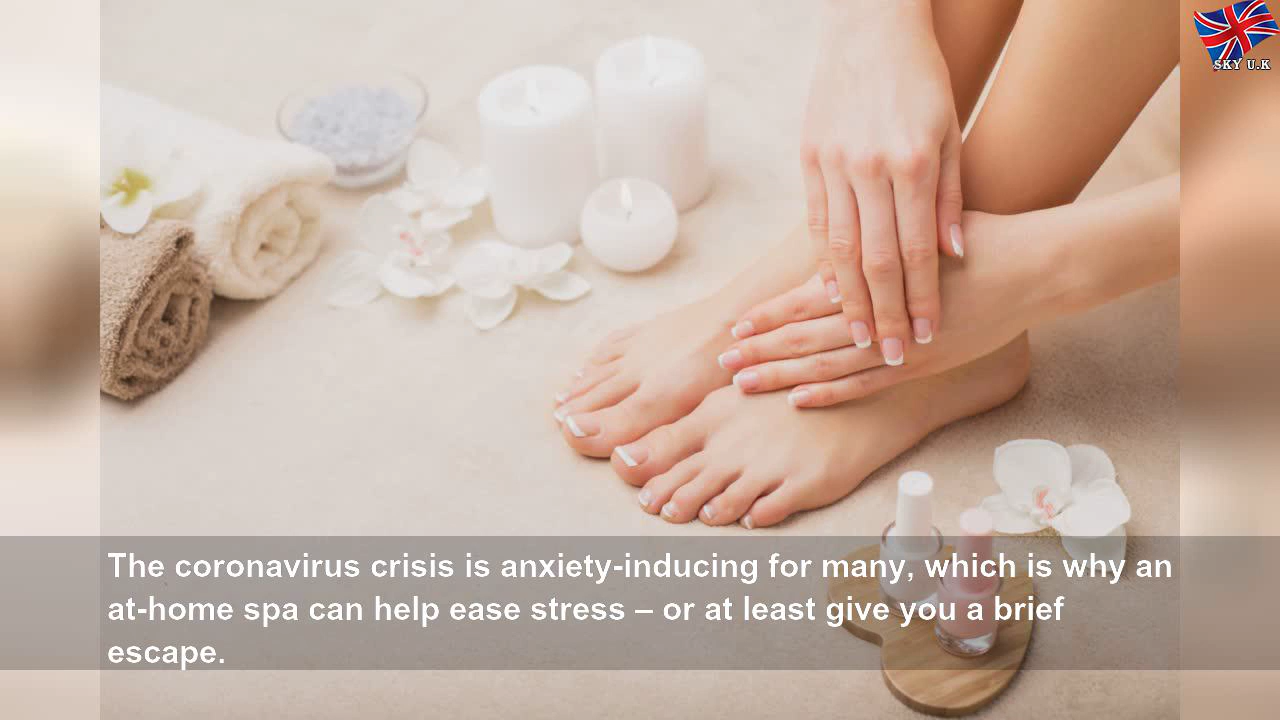 SKY U.K
The coronavirus crisis is anxiety-inducing for many, which is why an
at-home spa can help ease stress – or at least give you a brief
escape.